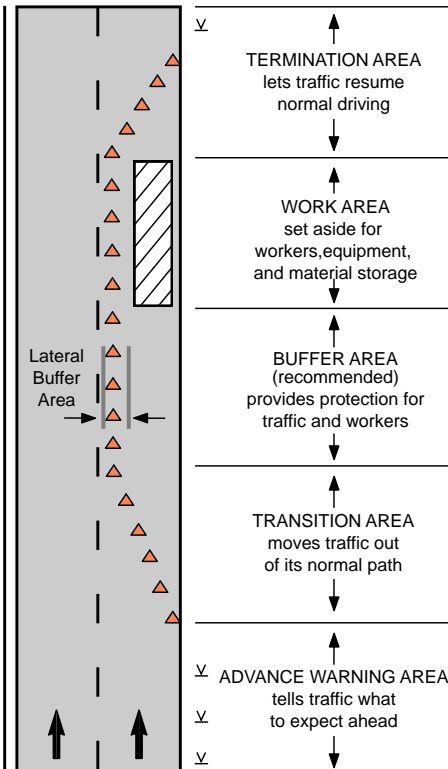 TERMINATION AREA
lets traffic resume
normal driving
WORK AREA
set aside for
workers,equipment,
and material storage
Lateral
Buffer
Area
BUFFER AREA
(recommended)
provides protection for
traffic and workers
TRANSITION AREA
moves traffic out
of its normal path
ADVANCE WARNING AREA
tells traffic what
to expect ahead